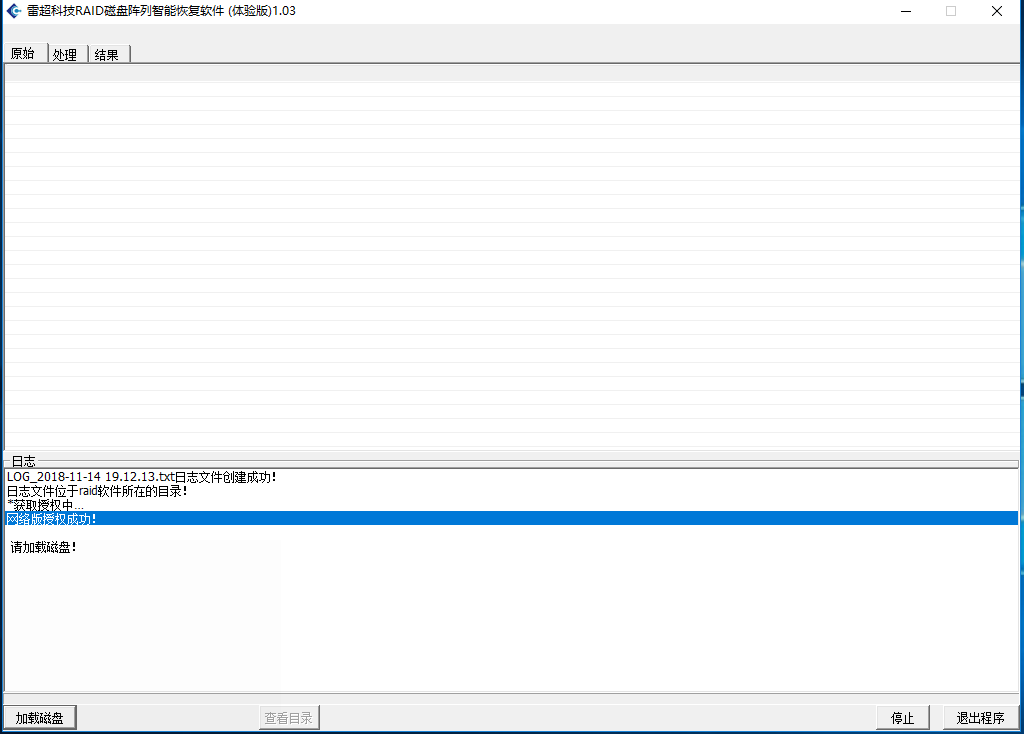 雷超科技RAID磁盘阵列智能恢复软件 (体验版)1.03
原始 处理 结果
日志
LOG_2018-11-14 19.12.13.txt日志文件创建成功!
日志文件位于raid软件所在的目录!
*获取授权中...
网络版授权成功!
请加载磁盘!
加载磁盘 查看目录 停止 退出程序